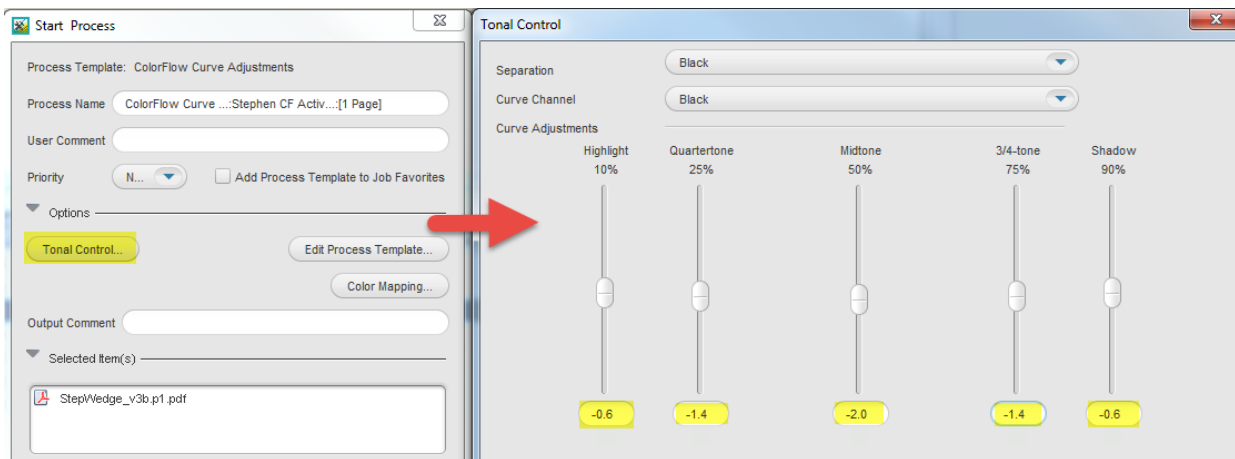 Start Process
Process Template: ColorFlow Curve Adjustments
Process Name ColorFlow Curve ...:Stephen CF Activ...:[1 Page]
User Comment
Priority N... Add Process Template to Job Favorites
Options
Tonal Control... Edit Process Template...
Color Mapping...
Output Comment
Selected Item(s)
StepWedge_v3b.p1.pdf
Tonal Control
Separation Black
Curve Channel Black
Curve Adjustments
Highlight Quartertone Midtone 3/4-tone Shadow
10% 25% 50% 75% 90%
-0.6 -1.4 -2.0 -1.4 -0.6